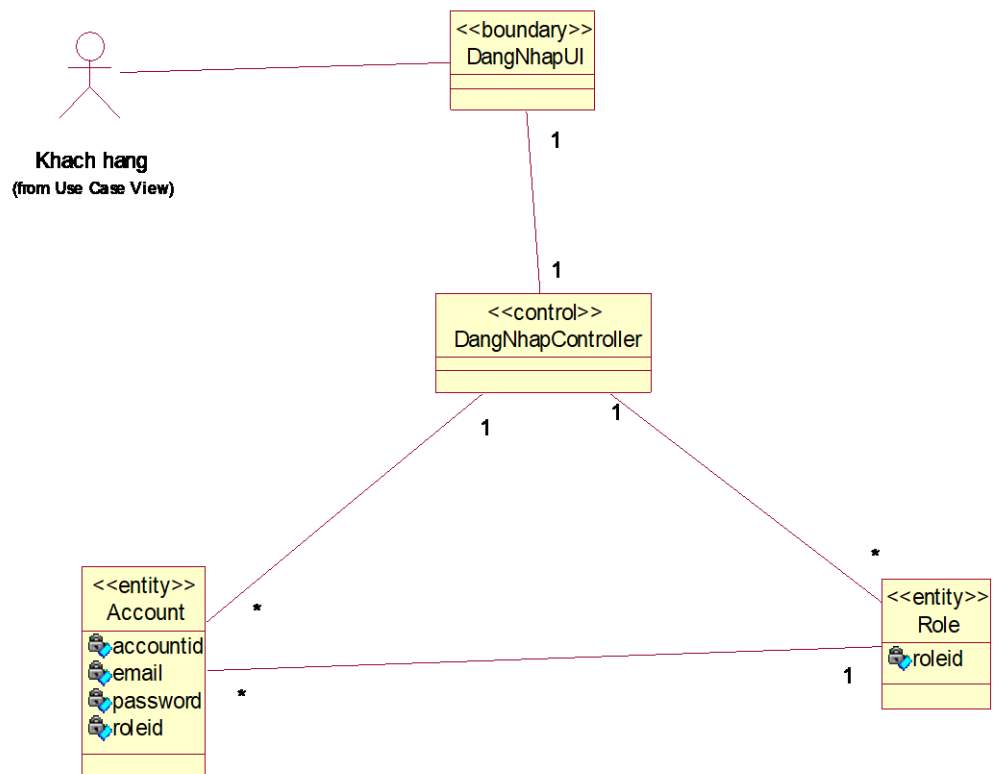 <<boundary>>
DangNhapUI
Khach hang
(from Use Case View)
1
1
<<control>>
DangNhapController
1
1
*
*
<<entity>>
Account
accountid
email
password
roleid
*
1
<<entity>>
Role
roleid